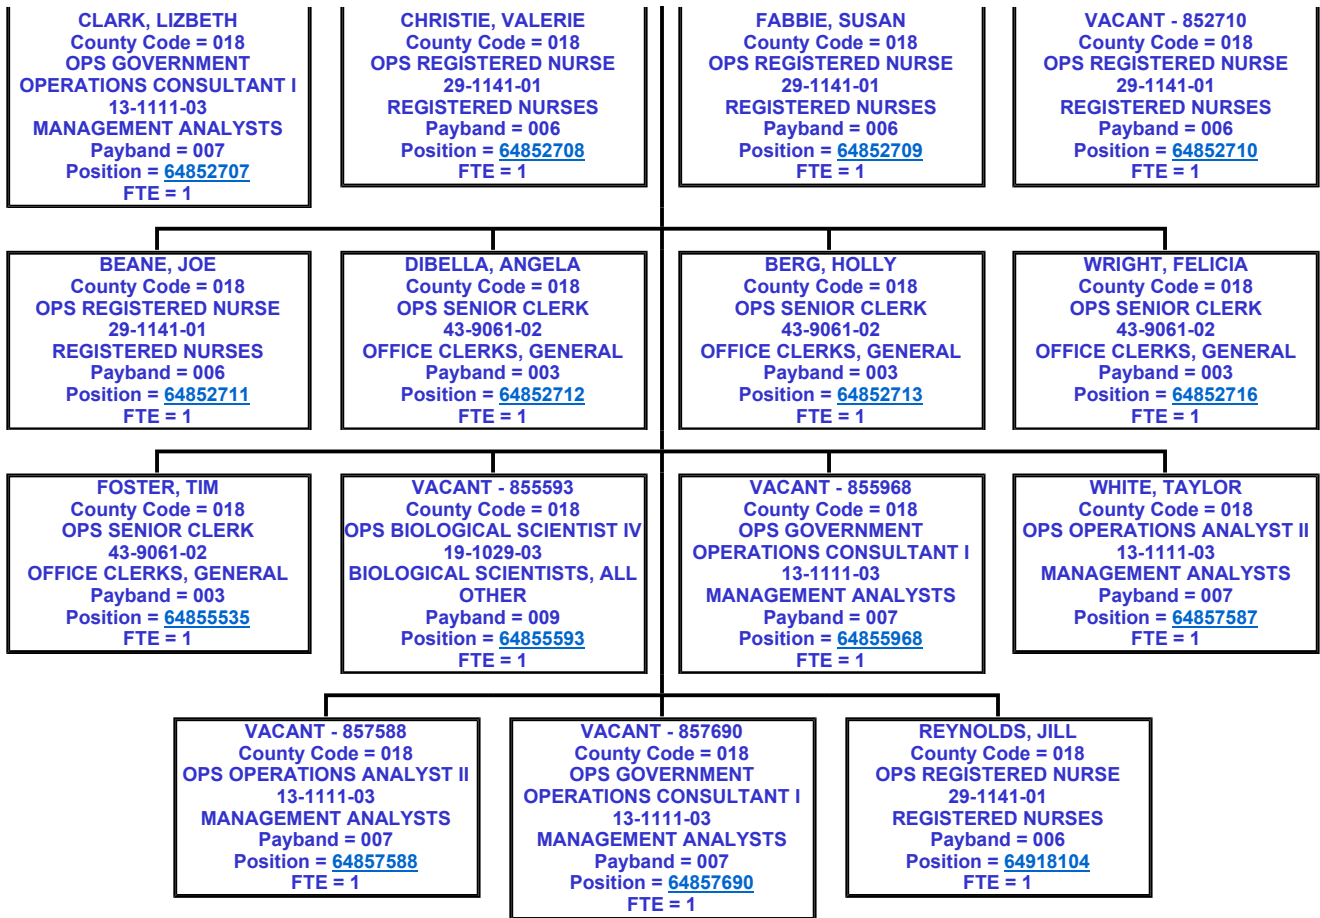 CLARK, LIZBETH
County Code = 018
OPS GOVERNMENT
OPERATIONS CONSULTANT I
13-1111-03
MANAGEMENT ANALYSTS
Payband = 007
Position = 64852707
FTE = 1
CHRISTIE, VALERIE
County Code = 018
OPS REGISTERED NURSE
29-1141-01
REGISTERED NURSES
Payband = 006
Position = 64852708
FTE = 1
FABBIE, SUSAN
County Code = 018
OPS REGISTERED NURSE
29-1141-01
REGISTERED NURSES
Payband = 006
Position = 64852709
FTE = 1
VACANT - 852710
County Code = 018
OPS REGISTERED NURSE
29-1141-01
REGISTERED NURSES
Payband = 006
Position = 64852710
FTE = 1
BEANE, JOE
County Code = 018
OPS REGISTERED NURSE
29-1141-01
REGISTERED NURSES
Payband = 006
Position = 64852711
FTE = 1
DIBELLA, ANGELA
County Code = 018
OPS SENIOR CLERK
43-9061-02
OFFICE CLERKS, GENERAL
Payband = 003
Position = 64852712
FTE = 1
BERG, HOLLY
County Code = 018
OPS SENIOR CLERK
43-9061-02
OFFICE CLERKS, GENERAL
Payband = 003
Position = 64852713
FTE = 1
WRIGHT, FELICIA
County Code = 018
OPS SENIOR CLERK
43-9061-02
OFFICE CLERKS, GENERAL
Payband = 003
Position = 64852716
FTE = 1
FOSTER, TIM
County Code = 018
OPS SENIOR CLERK
43-9061-02
OFFICE CLERKS, GENERAL
Payband = 003
Position = 64855535
FTE = 1
VACANT - 855593
County Code = 018
OPS BIOLOGICAL SCIENTIST IV
19-1029-03
BIOLOGICAL SCIENTISTS, ALL
OTHER
Payband = 009
Position = 64855593
FTE = 1
VACANT - 855968
County Code = 018
OPS GOVERNMENT
OPERATIONS CONSULTANT I
13-1111-03
MANAGEMENT ANALYSTS
Payband = 007
Position = 64855968
FTE = 1
WHITE, TAYLOR
County Code = 018
OPS OPERATIONS ANALYST II
13-1111-03
MANAGEMENT ANALYSTS
Payband = 007
Position = 64857587
FTE = 1
VACANT - 857588
County Code = 018
OPS OPERATIONS ANALYST II
13-1111-03
MANAGEMENT ANALYSTS
Payband = 007
Position = 64857588
FTE = 1
VACANT - 857690
County Code = 018
OPS GOVERNMENT
OPERATIONS CONSULTANT I
13-1111-03
MANAGEMENT ANALYSTS
Payband = 007
Position = 64857690
FTE = 1
REYNOLDS, JILL
County Code = 018
OPS REGISTERED NURSE
29-1141-01
REGISTERED NURSES
Payband = 006
Position = 64918104
FTE = 1